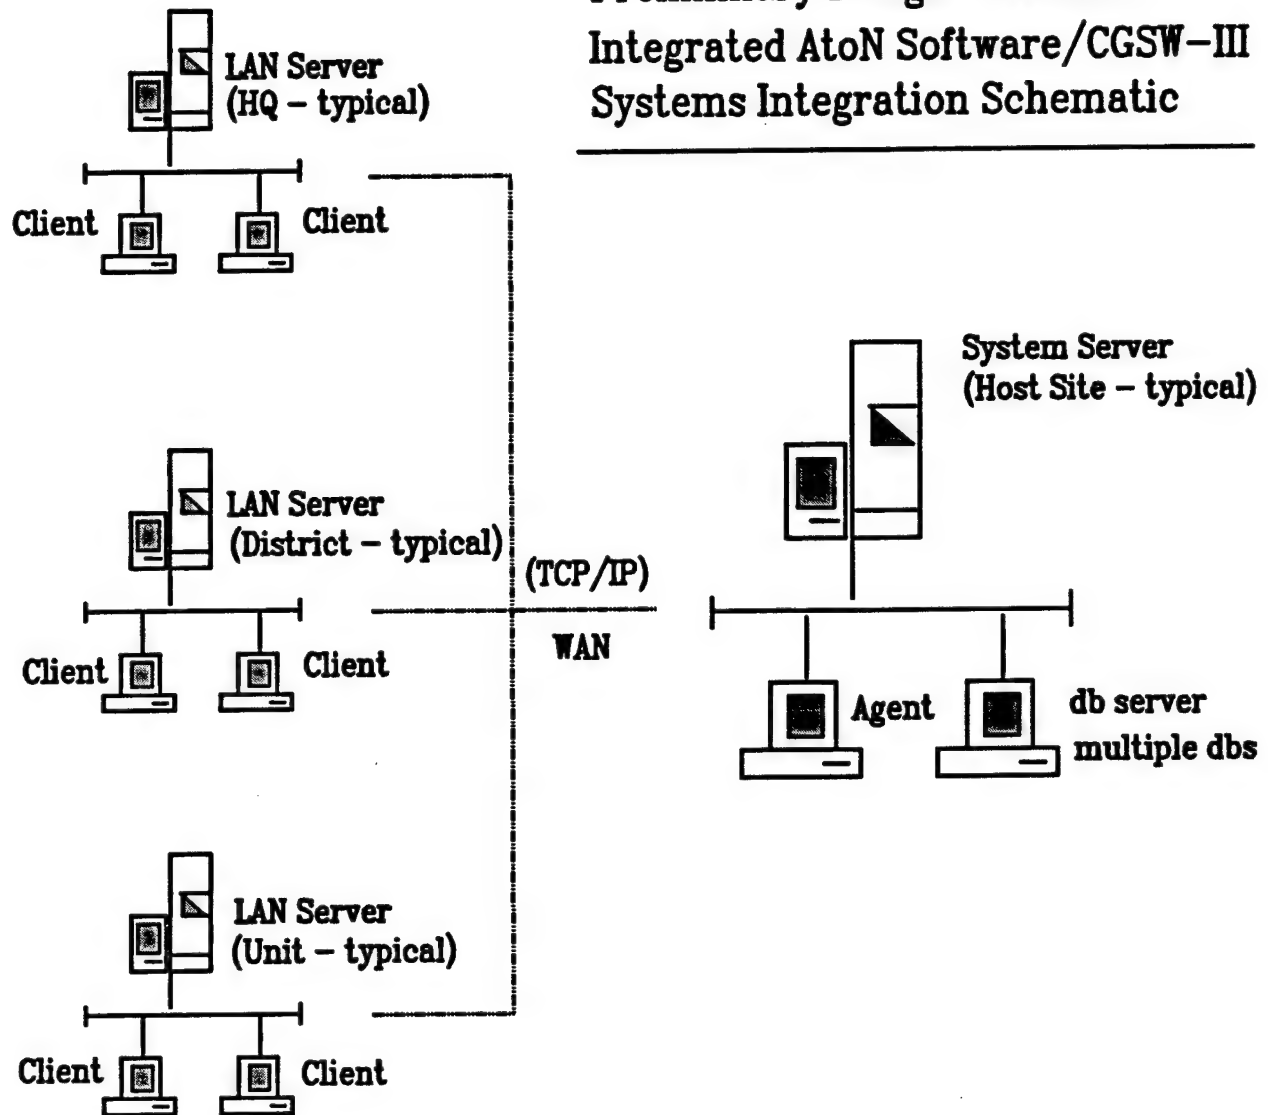 Integrated AtoN Software/CGSW-III
Systems Integration Schematic
LAN Server
(HQ - typical)
Client
Client
System Server
(Host Site - typical)
LAN Server
(District - typical)
(TCP/IP)
WAN
Client
Client
Agent
db server
multiple dbs
LAN Server
(Unit - typical)
Client
Client